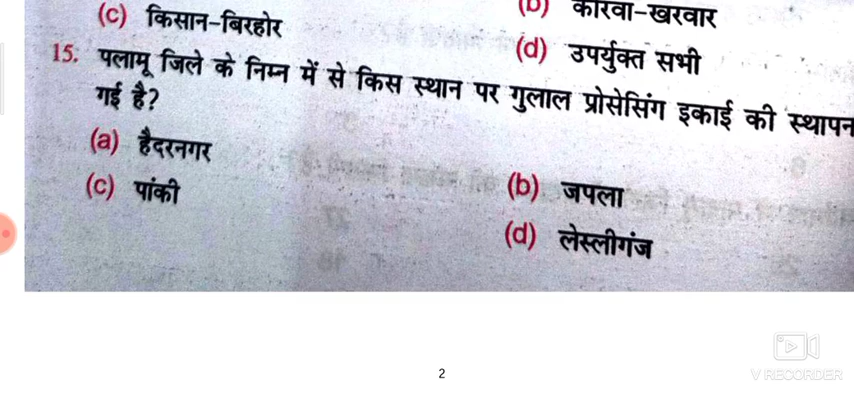 (c) किसान-बिरहोर
(b) कोरवा-खरवार
(d) उपर्युक्त सभी
15. पलामू जिले के निम्न में से किस स्थान पर गुलाल प्रोसेसिंग इकाई की स्थापन
गई है?
(a) हैदरनगर
(b) जपला
(c) पांकी
(d) लेस्लीगंज
2
V RECORDER